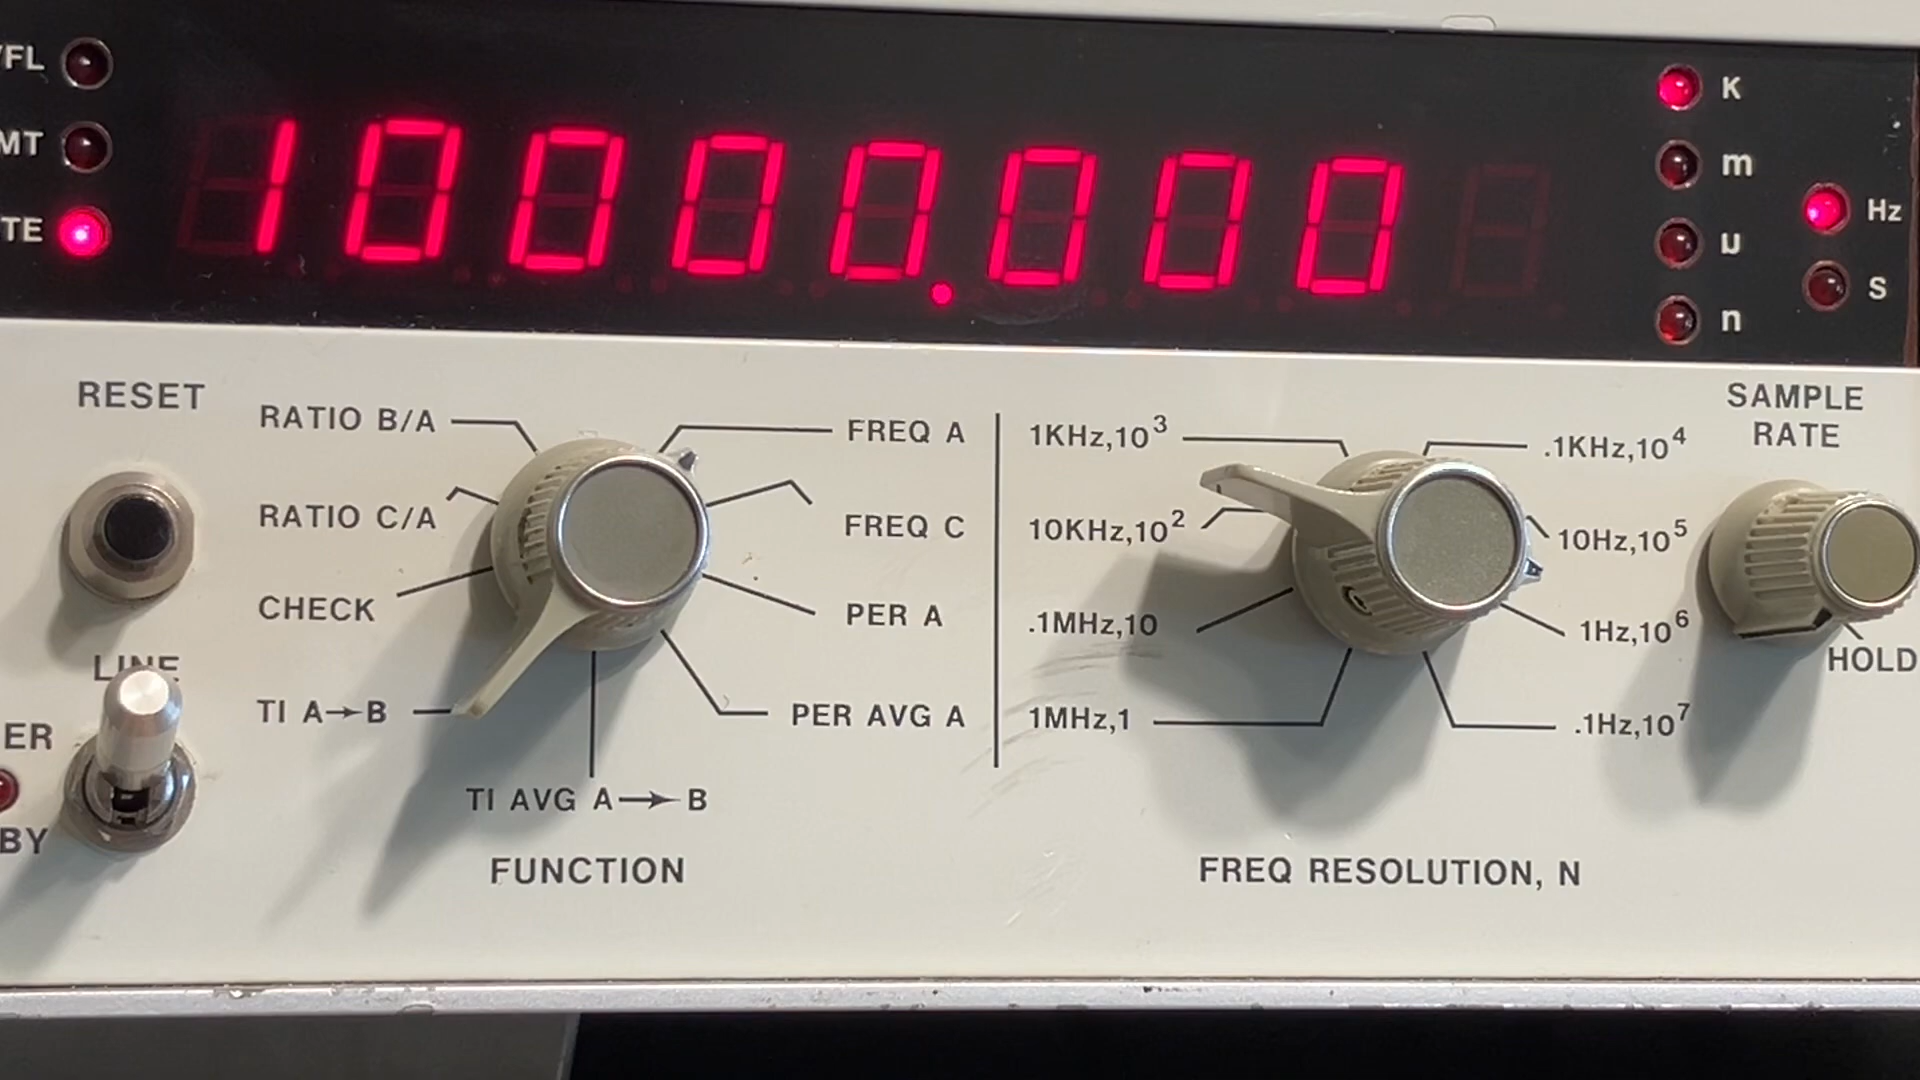 FL
MT
TE
10000.000
K
m
μ
n
Hz
S
RESET
RATIO B/A
RATIO C/A
CHECK
TI A→B
TI AVG A→B
FREQ A
FREQ C
PER A
PER AVG A
FUNCTION
LINE
ER
BY
1KHz,10³
10KHz,10²
.1MHz,10
1MHz,1
.1KHz,10⁴
10Hz,10⁵
1Hz,10⁶
.1Hz,10⁷
FREQ RESOLUTION, N
SAMPLE
RATE
HOLD